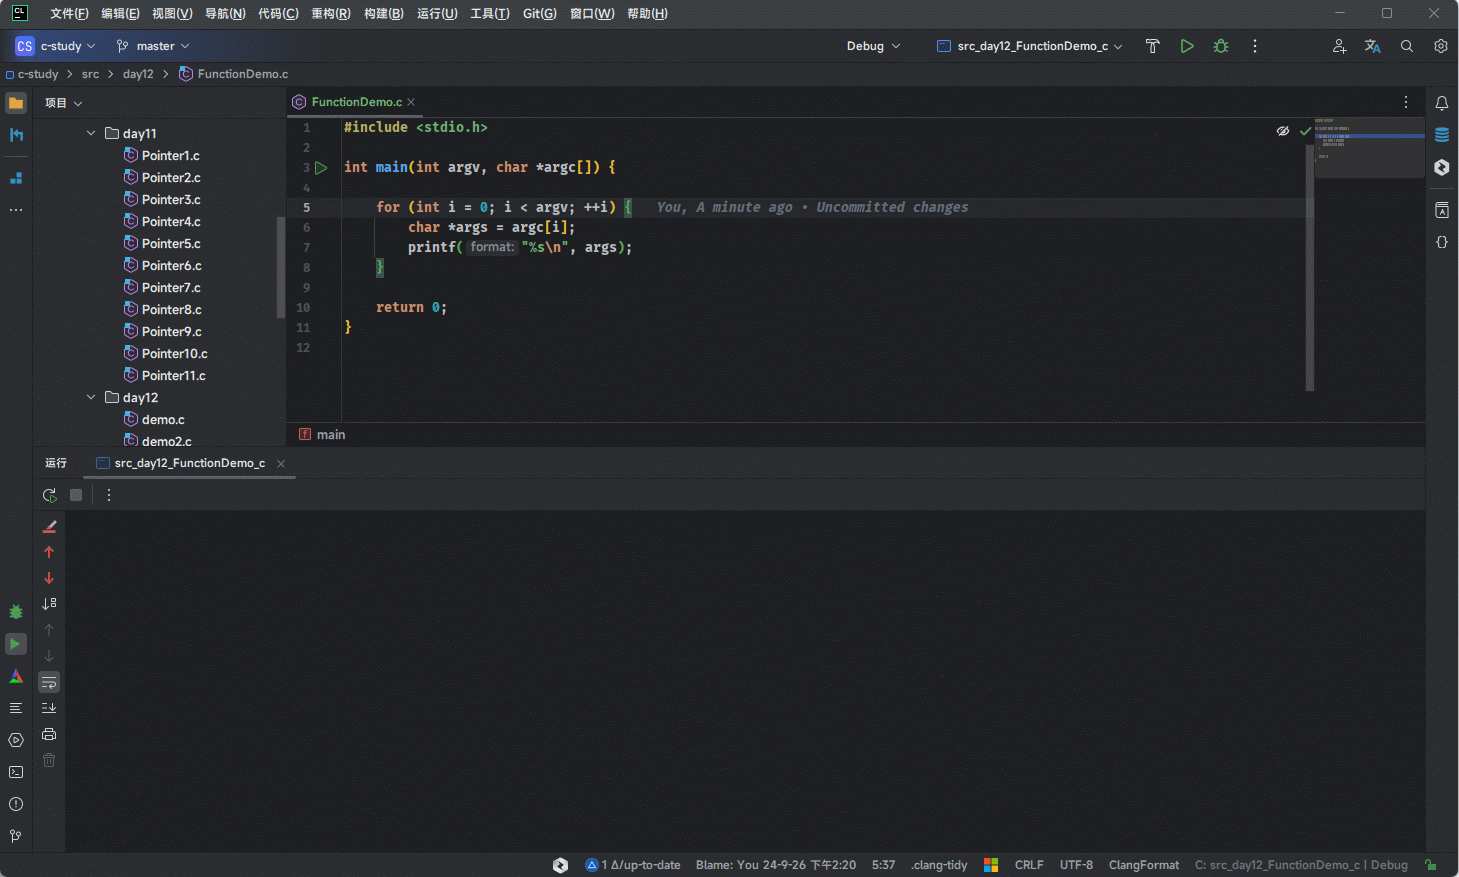 CL 文件(F) 编辑(E) 视图(V) 导航(N) 代码(C) 重构(R) 构建(B) 运行(U) 工具(T) Git(G) 窗口(W) 帮助(H)
CS c-study master Debug src_day12_FunctionDemo_c
c-study src day12 FunctionDemo.c
项目
day11
Pointer1.c
Pointer2.c
Pointer3.c
Pointer4.c
Pointer5.c
Pointer6.c
Pointer7.c
Pointer8.c
Pointer9.c
Pointer10.c
Pointer11.c
day12
demo.c
demo2.c
FunctionDemo.c
1 #include <stdio.h>
2
3 int main(int argv, char *argc[]) {
4
5 for (int i = 0; i < argv; ++i) { You, A minute ago • Uncommitted changes
6 char *args = argc[i];
7 printf( format: "%s\n", args);
8 }
9
10 return 0;
11 }
12
f main
运行 src_day12_FunctionDemo_c
1 Δ/up-to-date Blame: You 24-9-26 下午2:20 5:37 .clang-tidy CRLF UTF-8 ClangFormat C: src_day12_FunctionDemo_c | Debug